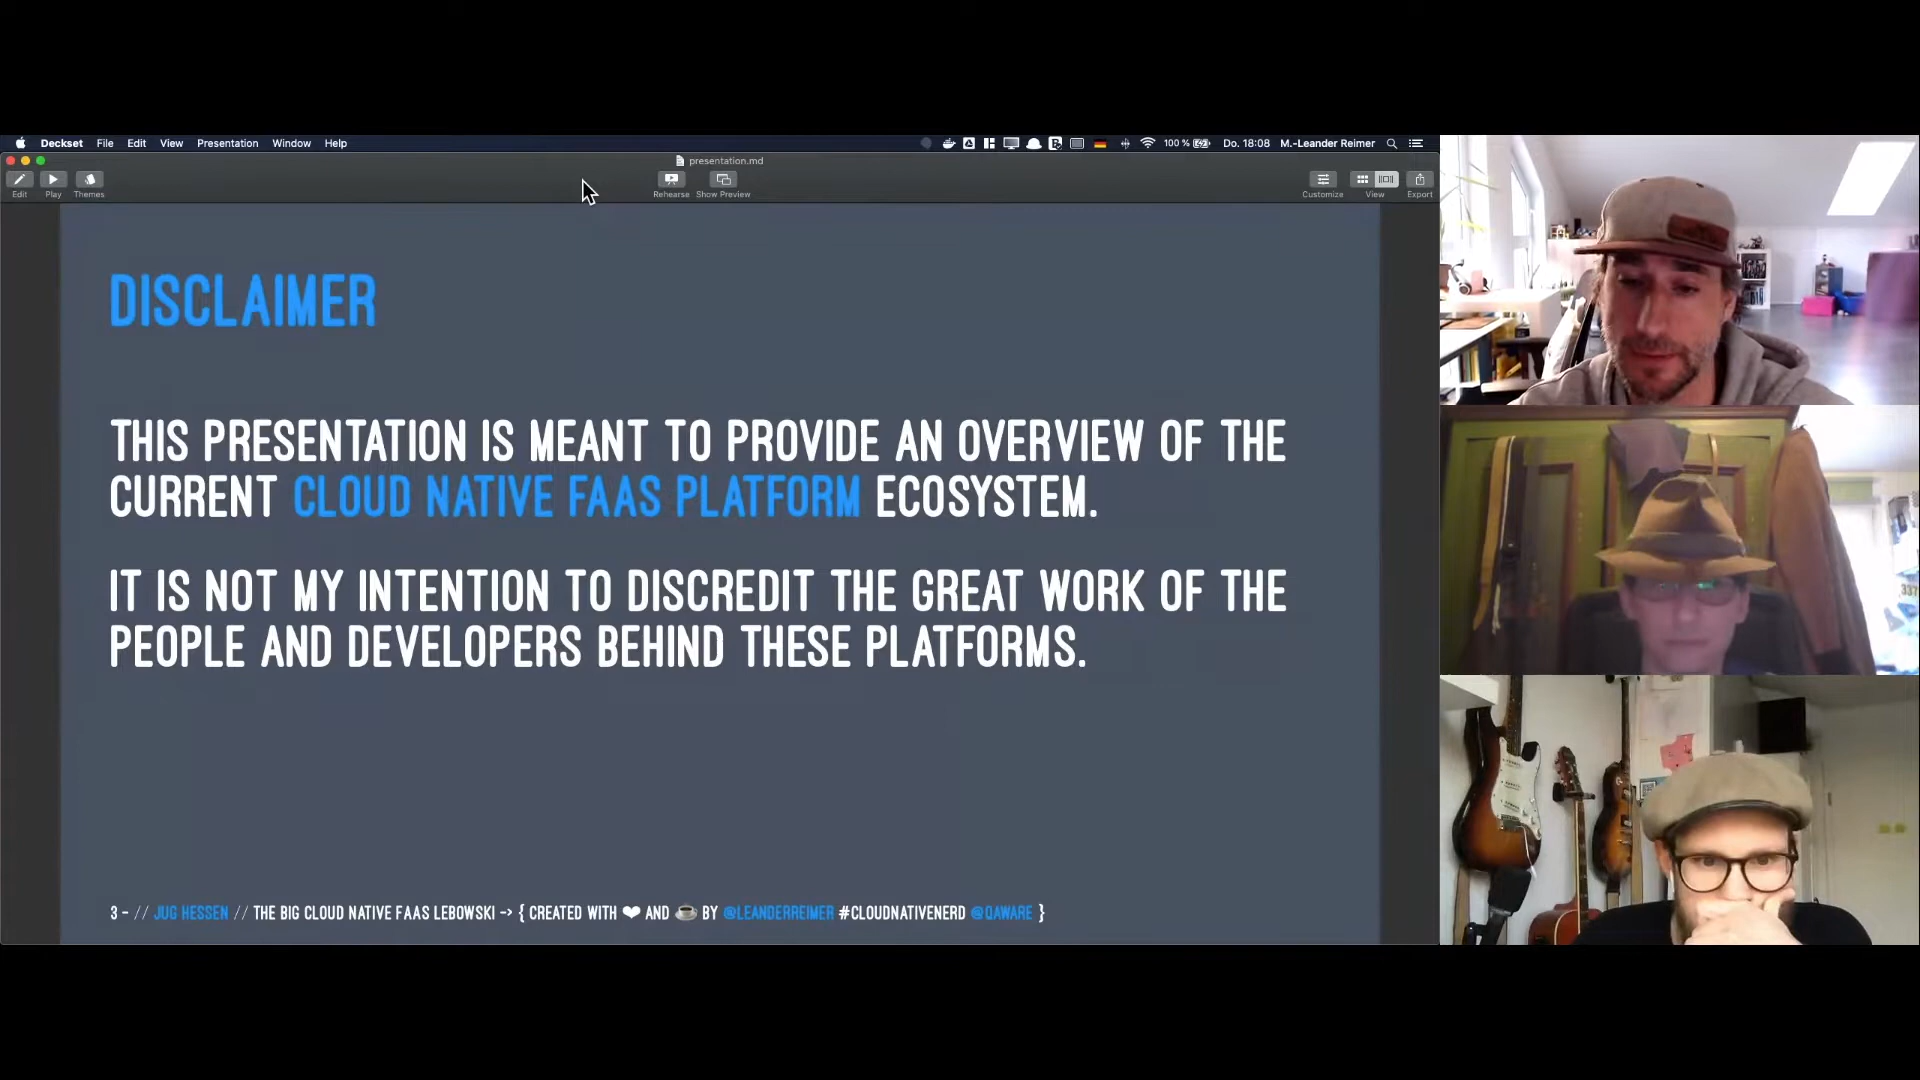 Deckset File Edit View Presentation Window Help
100 % Do. 18:08 M.-Leander Reimer
presentation.md
Edit Play Themes Rehearse Show Preview Customize View Export
DISCLAIMER
THIS PRESENTATION IS MEANT TO PROVIDE AN OVERVIEW OF THE
CURRENT CLOUD NATIVE FAAS PLATFORM ECOSYSTEM.
IT IS NOT MY INTENTION TO DISCREDIT THE GREAT WORK OF THE
PEOPLE AND DEVELOPERS BEHIND THESE PLATFORMS.
3 - // JUG HESSEN // THE BIG CLOUD NATIVE FAAS LEBOWSKI -> { CREATED WITH ❤ AND ☕ BY @LEANDERREIMER #CLOUDNATIVENERD @QAWARE }